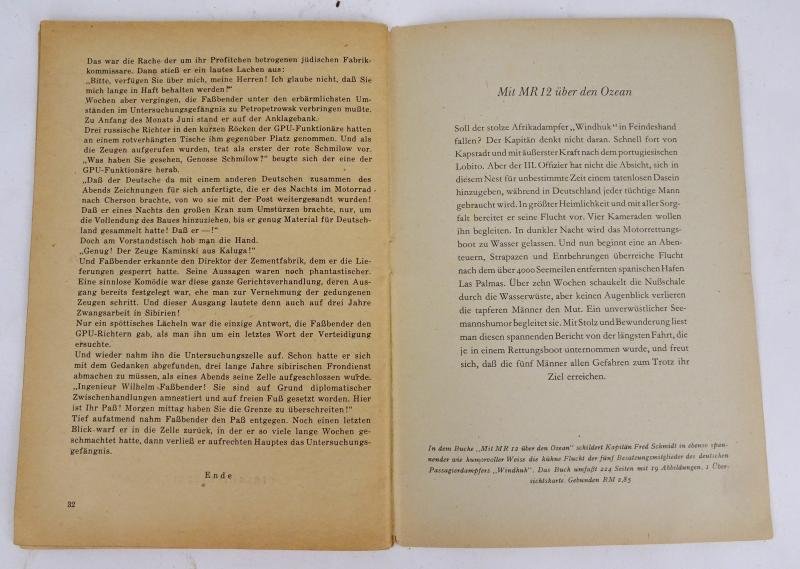 Das war die Rache der um ihr Profitchen betrogenen jüdischen Fabrik-
kommissare. Dann stieß er ein lautes Lachen aus:
„Bitte, verfügen Sie über mich, meine Herren! Ich glaube nicht, daß Sie
mich lange in Haft behalten werden!“
Wochen aber vergingen, die Faßbender unter den erbärmlichsten Um-
ständen im Untersuchungsgefängnis zu Petropetrowsk verbringen mußte.
Zu Anfang des Monats Juni stand er auf der Anklagebank.
Drei russische Richter in den kurzen Röcken der GPU-Funktionäre hatten
an einem rotverhängten Tische ihm gegenüber Platz genommen. Und als
die Zeugen aufgerufen wurden, trat als erster der rote Schmilow vor.
„Was haben Sie gesehen, Genosse Schmilow?“ beugte sich der eine der
GPU-Funktionäre herab.
„Daß der Deutsche da mit einem anderen Deutschen zusammen des
Abends Zeichnungen für sich anfertigte, die er des Nachts im Motorrad
nach Cherson brachte, von wo sie mit der Post weitergesandt wurden!
Daß er eines Nachts den großen Kran zum Umstürzen brachte, nur, um
die Vollendung des Baues hinzuziehen, bis er genug Material für Deutsch-
land gesammelt hatte! Daß er —!“
Doch am Vorstandstisch hob man die Hand.
„Genug! Der Zeuge Kaminski aus Kaluga!“
Und Faßbender erkannte den Direktor der Zementfabrik, dem er die Lie-
ferungen gesperrt hatte. Seine Aussagen waren noch phantastischer.
Eine sinnlose Komödie war diese ganze Gerichtsverhandlung, deren Aus-
gang bereits festgelegt war, ehe man zur Vernehmung der gedungenen
Zeugen schritt. Und dieser Ausgang lautete denn auch auf drei Jahre
Zwangsarbeit in Sibirien!
Nur ein spöttisches Lächeln war die einzige Antwort, die Faßbender den
GPU-Richtern gab, als man ihn um ein letztes Wort der Verteidigung
ersuchte.
Und wieder nahm ihn die Untersuchungszelle auf. Schon hatte er sich
mit dem Gedanken abgefunden, drei lange Jahre sibirischen Frondienst
abmachen zu müssen, als eines Abends seine Zelle aufgeschlossen wurde.
„Ingenieur Wilhelm Faßbender! Sie sind auf Grund diplomatischer
Zwischenhandlungen amnestiert und auf freien Fuß gesetzt worden. Hier
ist Ihr Paß! Morgen mittag haben Sie die Grenze zu überschreiten!“
Tief aufatmend nahm Faßbender den Paß entgegen. Noch einen letzten
Blick warf er in die Zelle zurück, in der er so viele lange Wochen ge-
schmachtet hatte, dann verließ er aufrechten Hauptes das Untersuchungs-
gefängnis.
Ende
32
Mit MR 12 über den Ozean
Soll der stolze Afrikadampfer „Windhuk“ in Feindeshand
fallen? Der Kapitän denkt nicht daran. Schnell fort von
Kapstadt und mit äußerster Kraft nach dem portugiesischen
Lobito. Aber der III. Offizier hat nicht die Absicht, sich in
diesem Nest für unbestimmte Zeit einem tatenlosen Dasein
hinzugeben, während in Deutschland jeder tüchtige Mann
gebraucht wird. In größter Heimlichkeit und mit aller Sorg-
falt bereitet er seine Flucht vor. Vier Kameraden wollen
ihn begleiten. In dunkler Nacht wird das Motorrettungs-
boot zu Wasser gelassen. Und nun beginnt eine an Aben-
teuern, Strapazen und Entbehrungen überreiche Flucht
nach dem über 4000 Seemeilen entfernten spanischen Hafen
Las Palmas. Über zehn Wochen schaukelt die Nußschale
durch die Wasserwüste, aber keinen Augenblick verlieren
die tapferen Männer den Mut. Ein unverwüstlicher See-
mannshumor begleitet sie. Mit Stolz und Bewunderung liest
man diesen spannenden Bericht von der längsten Fahrt, die
je in einem Rettungsboot unternommen wurde, und freut
sich, daß die fünf Männer allen Gefahren zum Trotz ihr
Ziel erreichen.
In dem Buche „Mit MR 12 über den Ozean“ schildert Kapitän Fred Schmidt in ebenso span-
nender wie humorvoller Weise die kühne Flucht der fünf Besatzungsmitglieder des deutschen
Passagierdampfers „Windhuk“. Das Buch umfaßt 224 Seiten mit 19 Abbildungen, 1 Über-
sichtskarte. Gebunden RM 2,85